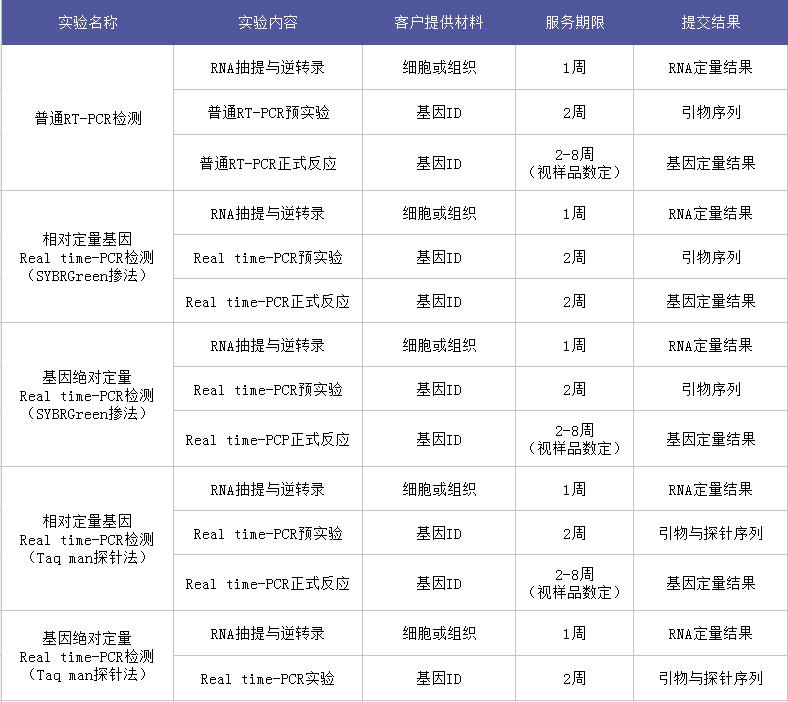 实验名称 实验内容 客户提供材料 服务期限 提交结果
普通RT-PCR检测
RNA抽提与逆转录 细胞或组织 1周 RNA定量结果
普通RT-PCR预实验 基因ID 2周 引物序列
普通RT-PCR正式反应 基因ID 2-8周
（视样品数定） 基因定量结果
相对定量基因
Real time-PCR检测
（SYBRGreen掺法）
RNA抽提与逆转录 细胞或组织 1周 RNA定量结果
Real time-PCR预实验 基因ID 2周 引物序列
Real time-PCR正式反应 基因ID 2周 基因定量结果
基因绝对定量
Real time-PCR检测
（SYBRGreen掺法）
RNA抽提与逆转录 细胞或组织 1周 RNA定量结果
Real time-PCR预实验 基因ID 2周 引物序列
Real time-PCP正式反应 基因ID 2-8周
（视样品数定） 基因定量结果
相对定量基因
Real time-PCR检测
（Taq man探针法）
RNA抽提与逆转录 细胞或组织 1周 RNA定量结果
Real time-PCR预实验 基因ID 2周 引物与探针序列
Real time-PCR正式反应 基因ID 2-8周
（视样品数定） 基因定量结果
基因绝对定量
Real time-PCR检测
（Taq man探针法）
RNA抽提与逆转录 细胞或组织 1周 RNA定量结果
Real time-PCR实验 基因ID 2周 引物与探针序列